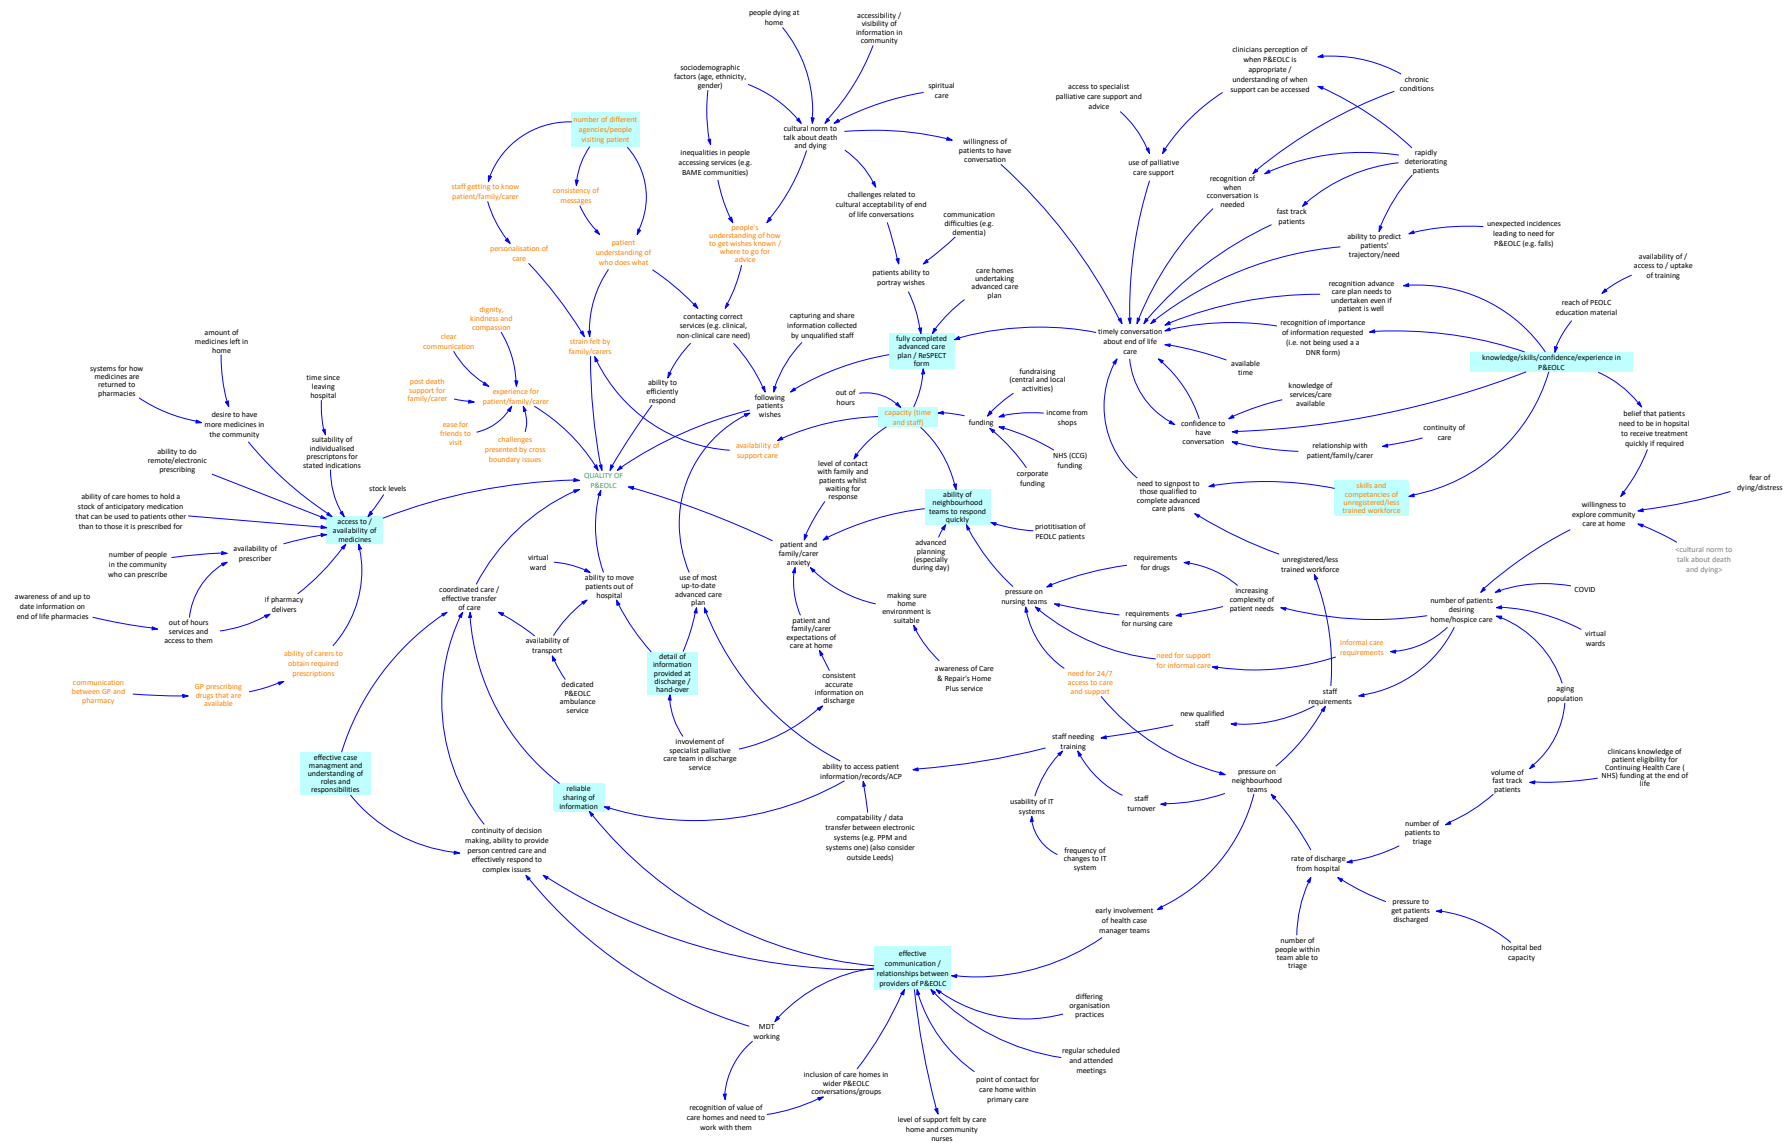 people dying at
home
accessibility /
visibility of
information in
community
sociodemographic
factors (age, ethnicity,
gender)
spiritual
care
clinicians perception of
when P&EOLC is
appropriate /
understanding of when
support can be accessed
chronic
conditions
access to specialist
palliative care support and
advice
number of different
agencies/people
visiting patient
cultural norm to
talk about death
and dying
willingness of
patients to have
conversation
inequalities in people
accessing services (e.g.
BAME communities)
use of palliative
care support
rapidly
deteriorating
patients
staff getting to know
patient/family/carer
consistency of
messages
challenges related to
cultural acceptability of end
of life conversations
recognition of
when
cconversation is
needed
fast track
patients
communication
difficulties (e.g.
dementia)
unexpected incidences
leading to need for
P&EOLC (e.g. falls)
people's
understanding of how
to get wishes known /
where to go for
advice
personalisation of
care
patient
understanding of
who does what
ability to predict
patients'
trajectory/need
availability of /
access to / uptake
of training
patients ability to
portray wishes
care homes
undertaking
advanced care
plan
recognition advance
care plan needs to
undertaken even if
patient is well
reach of PEOLC
education material
dignity,
kindness and
compassion
contacting correct
services (e.g. clinical,
non-clinical care need)
capturing and share
information collected
by unqualified staff
amount of
medicines left in
home
clear
communication
strain felt by
family/carers
fully completed
advanced care
plan / ReSPECT
form
timely conversation
about end of life
care
recognition of importance
of information requested
(i.e. not being used a a
DNR form)
knowledge/skills/confidence/experience in
P&EOLC
available
time
systems for how
medicines are
returned to
pharmacies
time since
leaving
hospital
post death
support for
family/carer
experience for
patient/family/carer
ability to
efficiently
respond
following
patients
wishes
out of
hours
fundraising
(central and local
activities)
knowledge of
services/care
available
desire to have
more medicines in
the community
ease for
friends to
visit
challenges
presented by cross
boundary issues
capacity (time
and staff)
funding
income from
shops
confidence to
have
conversation
belief that patients
need to be in hopsital
to receive treatment
quickly if required
continuity of
care
suitability of
individualised
prescriptons for
stated indications
availability of
support care
NHS (CCG)
funding
relationship with
patient/family/carer
ability to do
remote/electronic
prescribing
QUALITY OF
P&EOLC
level of contact
with family and
patients whilst
waiting for
response
corporate
funding
stock levels
ability of
neighbourhood
teams to respond
quickly
need to signpost to
those qualified to
complete advanced
care plans
skills and
competancies of
unregistered/less
trained workforce
fear of
dying/distress
ability of care homes to hold a
stock of anticipatory medication
that can be used to patients other
than to those it is prescribed for
access to /
availability of
medicines
willingness to
explore community
care at home
priotitisation of
PEOLC patients
number of people
in the community
who can prescribe
availability of
prescriber
patient and
family/carer
anxiety
advanced
planning
(especially
during day)
<cultural norm to
talk about death
and dying>
virtual
ward
ability to move
patients out of
hospital
use of most
up-to-date
advanced care
plan
requirements
for drugs
unregistered/less
trained workforce
coordinated care /
effective transfer
of care
pressure on
nursing teams
increasing
complexity of
patient needs
COVID
awareness of and up to
date information on
end of life pharmacies
if pharmacy
delivers
making sure
home
environment is
suitable
requirements
for nursing care
number of patients
desiring
home/hospice care
out of hours
services and
access to them
availability of
transport
patient and
family/carer
expectations of
care at home
virtual
wards
ability of carers to
obtain required
prescriptions
detail of
information
provided at
discharge /
hand-over
awareness of Care
& Repair's Home
Plus service
need for support
for informal care
informal care
requirements
communication
between GP and
pharmacy
GP prescribing
drugs that are
available
dedicated
P&EOLC
ambulance
service
consistent
accurate
information on
discharge
need for 24/7
access to care
and support
staff
requirements
aging
population
new qualified
staff
involvement of
specialist palliative
care team in discharge
service
staff needing
training
effective case
managment and
understanding of
roles and
responsibilities
ability to access patient
information/records/ACP
pressure on
neighbourhood
teams
volume of
fast track
patients
clinicians knowledge of
patient eligibility for
Continuing Health Care (
NHS) funding at the end of
life
reliable
sharing of
information
usability of IT
systems
staff
turnover
compatability / data
transfer between electronic
systems (e.g. PPM and
systems one) (also consider
outside Leeds)
number of
patients to
triage
continuity of decision
making, ability to provide
person centred care and
effectively respond to
complex issues
frequency of
changes to IT
system
rate of discharge
from hospital
early involvement
of health case
manager teams
pressure to
get patients
discharged
number of
people within
team able to
triage
hospital bed
capacity
effective
communication /
relationships between
providers of P&EOLC
differing
organisation
practices
MDT
working
regular scheduled
and attended
meetings
inclusion of care homes in
wider P&EOLC
conversations/groups
point of contact for
care home within
primary care
recognition of value of
care homes and need to
work with them
level of support felt by care
home and community
nurses